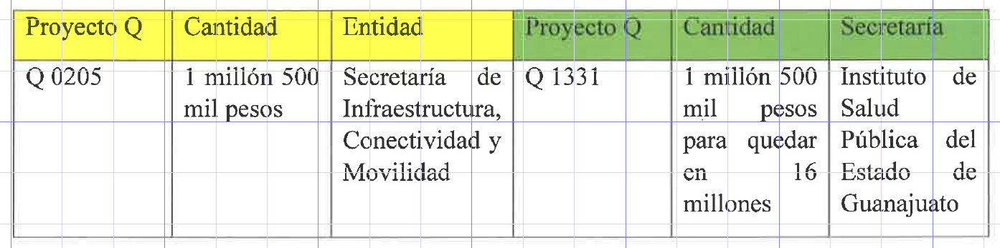 Proyecto Q Cantidad Entidad Proyecto Q Cantidad Secretaría
Q 0205 1 millón 500 Secretaría de Q 1331 1 millón 500 Instituto de
mil pesos Infraestructura, mil pesos Salud
Conectividad y para quedar Pública del
Movilidad en 16 Estado de
millones Guanajuato